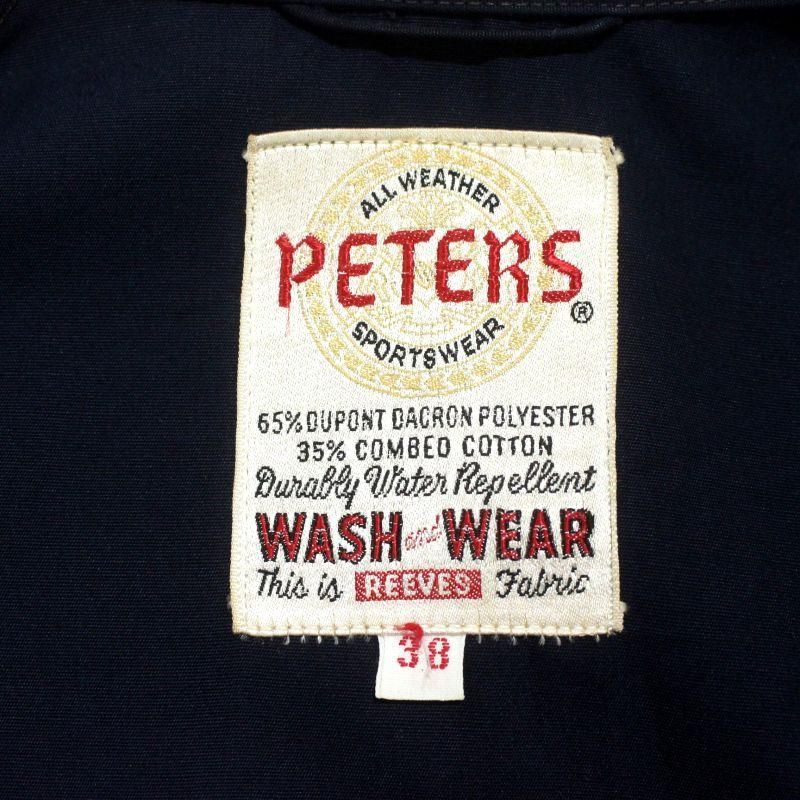 ALL WEATHER
PETERS
®
SPORTSWEAR
65% DUPONT DACRON POLYESTER
35% COMBED COTTON
Durably Water Repellent
WASH and WEAR
This is REEVES Fabric
38